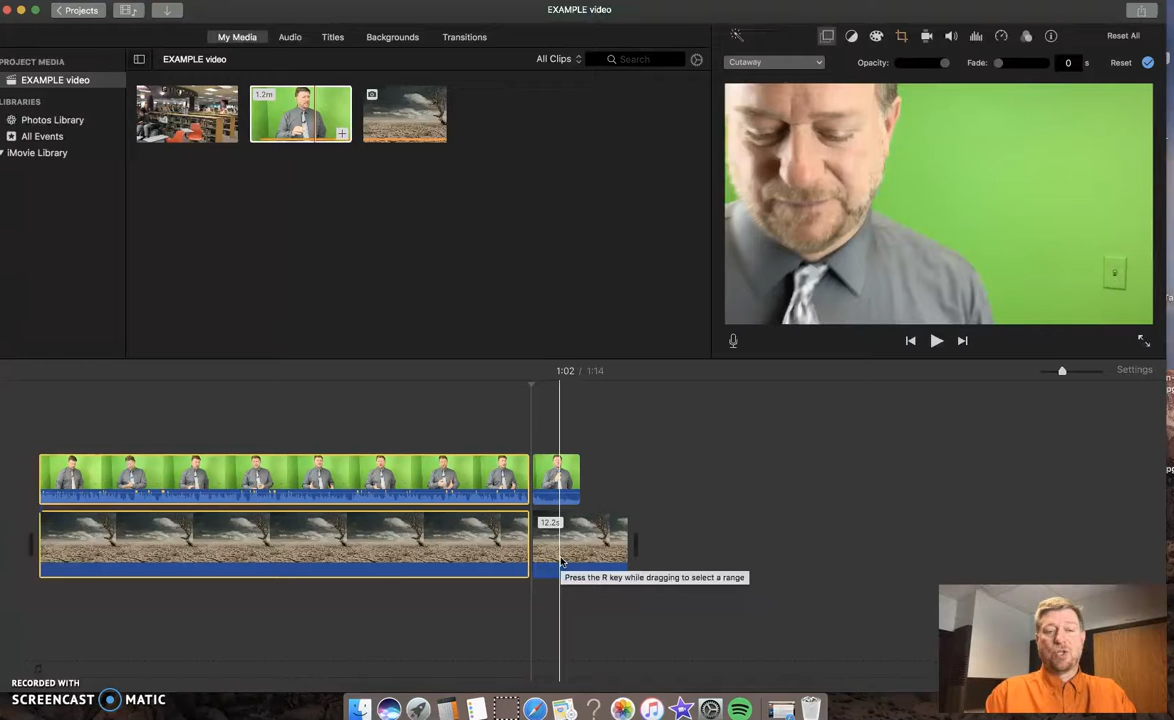 Projects
EXAMPLE video
My Media
Audio
Titles
Backgrounds
Transitions
Reset All
PROJECT MEDIA
EXAMPLE video
LIBRARIES
Photos Library
All Events
iMovie Library
EXAMPLE video
All Clips
Search
Cutaway
Opacity:
Fade:
0
s
Reset
1.2m
1:02 / 1:14
Settings
12.2s
Press the R key while dragging to select a range
RECORDED WITH
SCREENCAST MATIC